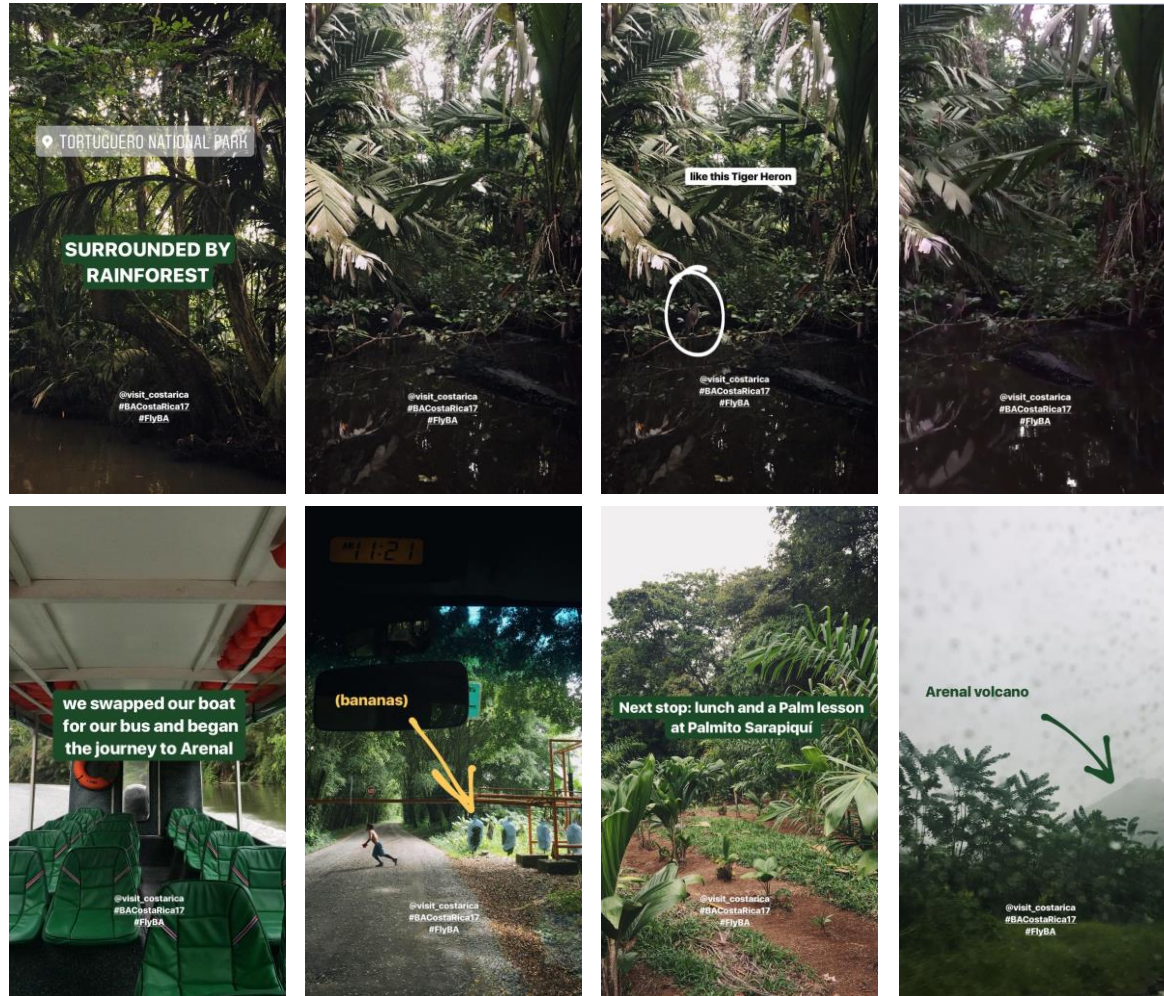 TORTUGUERO NATIONAL PARK
SURROUNDED BY
RAINFOREST
@visit_costarica
#BACostaRica17
#FlyBA
@visit_costarica
#BACostaRica17
#FlyBA
like this Tiger Heron
@visit_costarica
#BACostaRica17
#FlyBA
@visit_costarica
#BACostaRica17
#FlyBA
we swapped our boat
for our bus and began
the journey to Arenal
@visit_costarica
#BACostaRica17
#FlyBA
AM 11:21
(bananas)
@visit_costarica
#BACostaRica17
#FlyBA
Next stop: lunch and a Palm lesson
at Palmito Sarapiquí
@visit_costarica
#BACostaRica17
#FlyBA
Arenal volcano
@visit_costarica
#BACostaRica17
#FlyBA